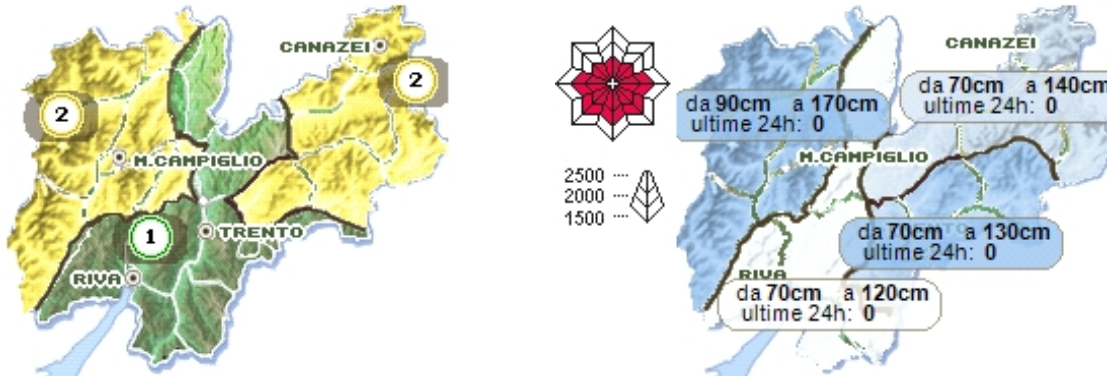 CANAZEI
2
2
M.CAMPIGLIO
1
TRENTO
RIVA
2500
2000
1500
CANAZEI
da 70cm a 140cm
ultime 24h: 0
da 90cm a 170cm
ultime 24h: 0
M.CAMPIGLIO
da 70cm a 130cm
ultime 24h: 0
RIVA
da 70cm a 120cm
ultime 24h: 0